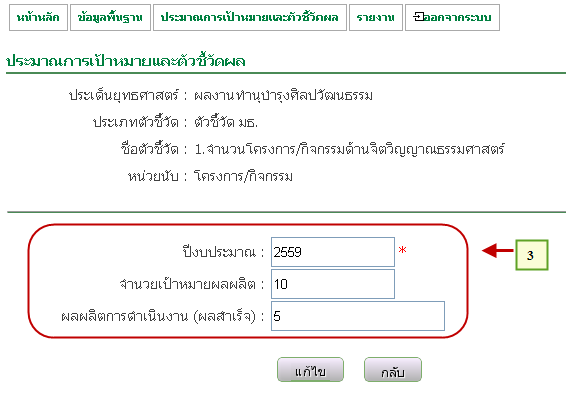 หน้าหลัก ข้อมูลพื้นฐาน ประมาณการเป้าหมายและตัวชี้วัดผล รายงาน ออกจากระบบ
ประมาณการเป้าหมายและตัวชี้วัดผล
ประเด็นยุทธศาสตร์ : ผลงานทำนุบำรุงศิลปวัฒนธรรม
ประเภทตัวชี้วัด : ตัวชี้วัด มธ.
ชื่อตัวชี้วัด : 1.จำนวนโครงการ/กิจกรรมด้านจิตวิญญาณธรรมศาสตร์
หน่วยนับ : โครงการ/กิจกรรม
ปีงบประมาณ : 2559 * 3
จำนวยเป้าหมายผลผลิต : 10
ผลผลิตการดำเนินงาน (ผลสำเร็จ) : 5
แก้ไข กลับ